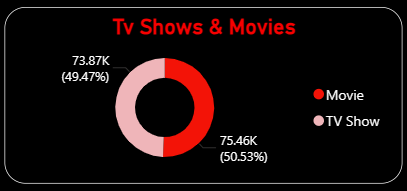 Tv Shows & Movies
73.87K
(49.47%)
Movie
TV Show
75.46K
(50.53%)